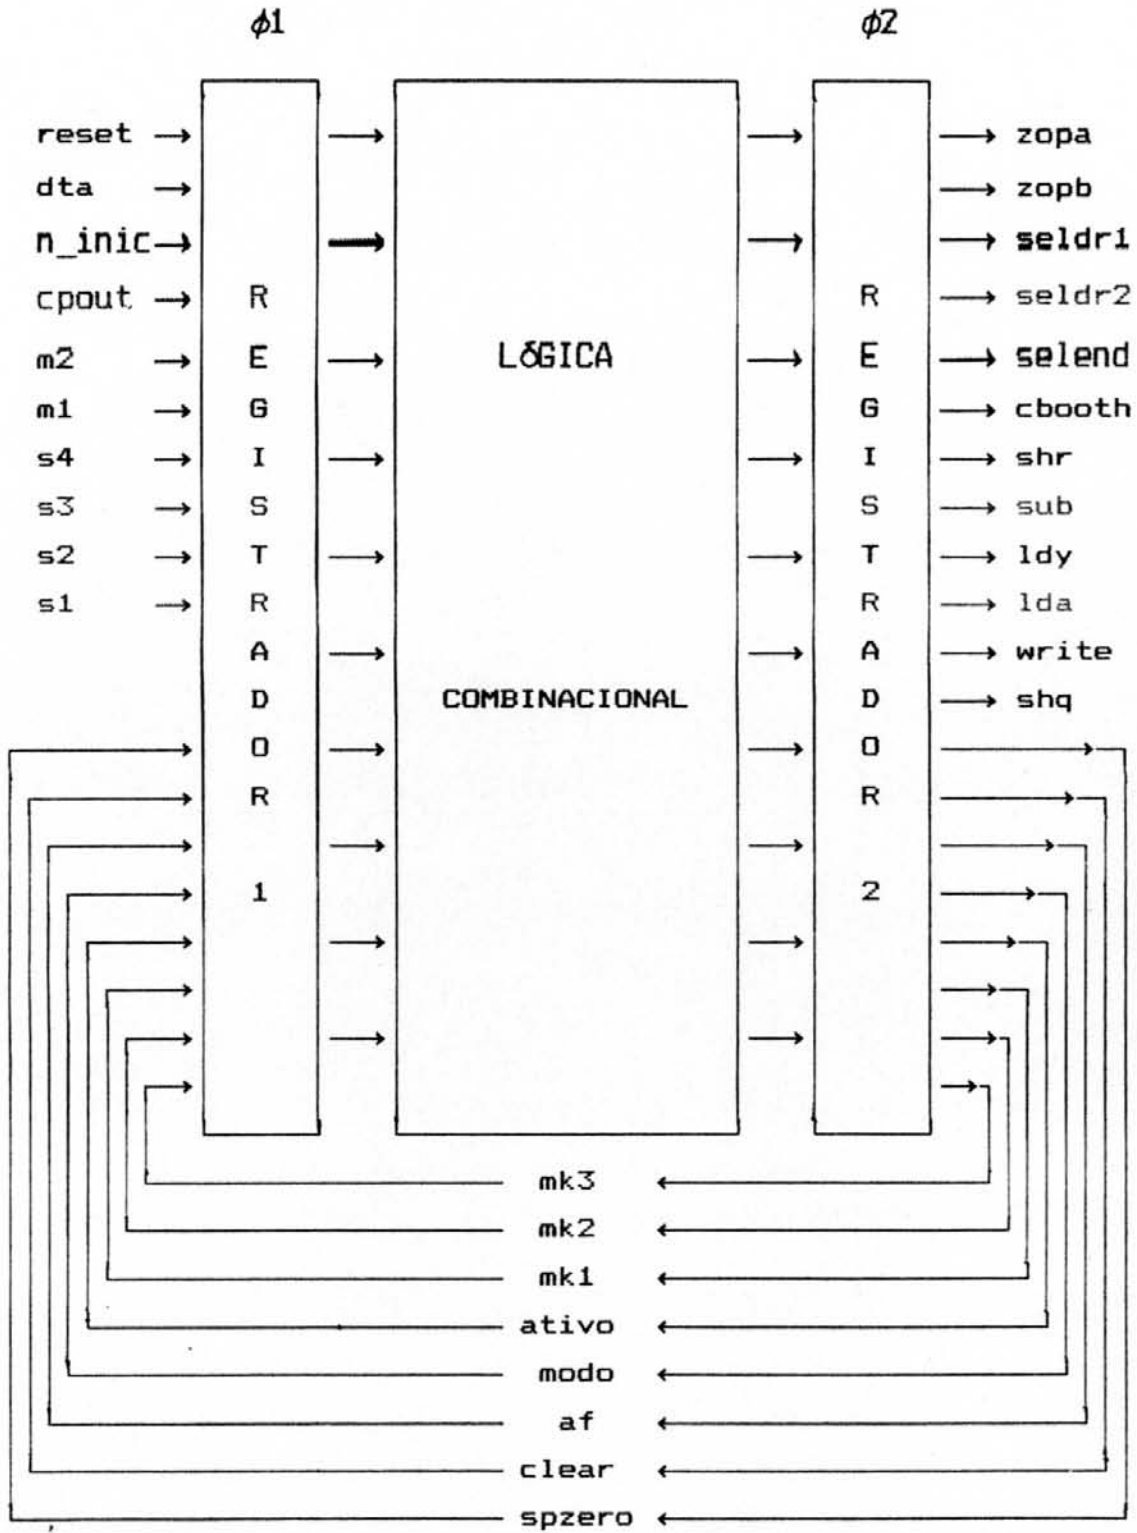 ϕ1 ϕ2
reset zopa
dta zopb
n_inic seldr1
cpout R R seldr2
m2 E LóGICA E selend
m1 G G cbooth
s4 I I shr
s3 S S sub
s2 T T ldy
s1 R R lda
A A write
D COMBINACIONAL D shq
O O
R R
1 2
mk3
mk2
mk1
ativo
modo
af
clear
spzero